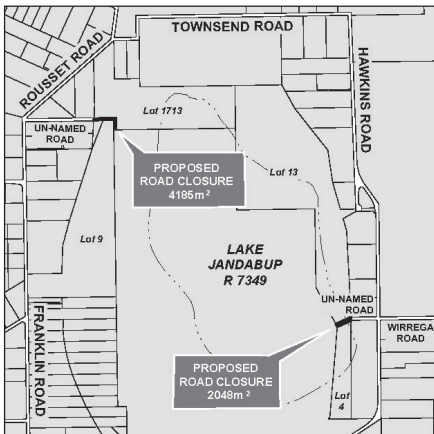 TOWNSEND ROAD
ROUSSET ROAD
HAWKINS ROAD
Lot 1713
UN-NAMED
ROAD
PROPOSED
ROAD CLOSURE
4185m²
Lot 13
Lot 9
LAKE
JANDABUP
R 7349
UN-NAMED
ROAD
WIRREGA
ROAD
FRANKLIN ROAD
PROPOSED
ROAD CLOSURE
2048m²
Lot
4